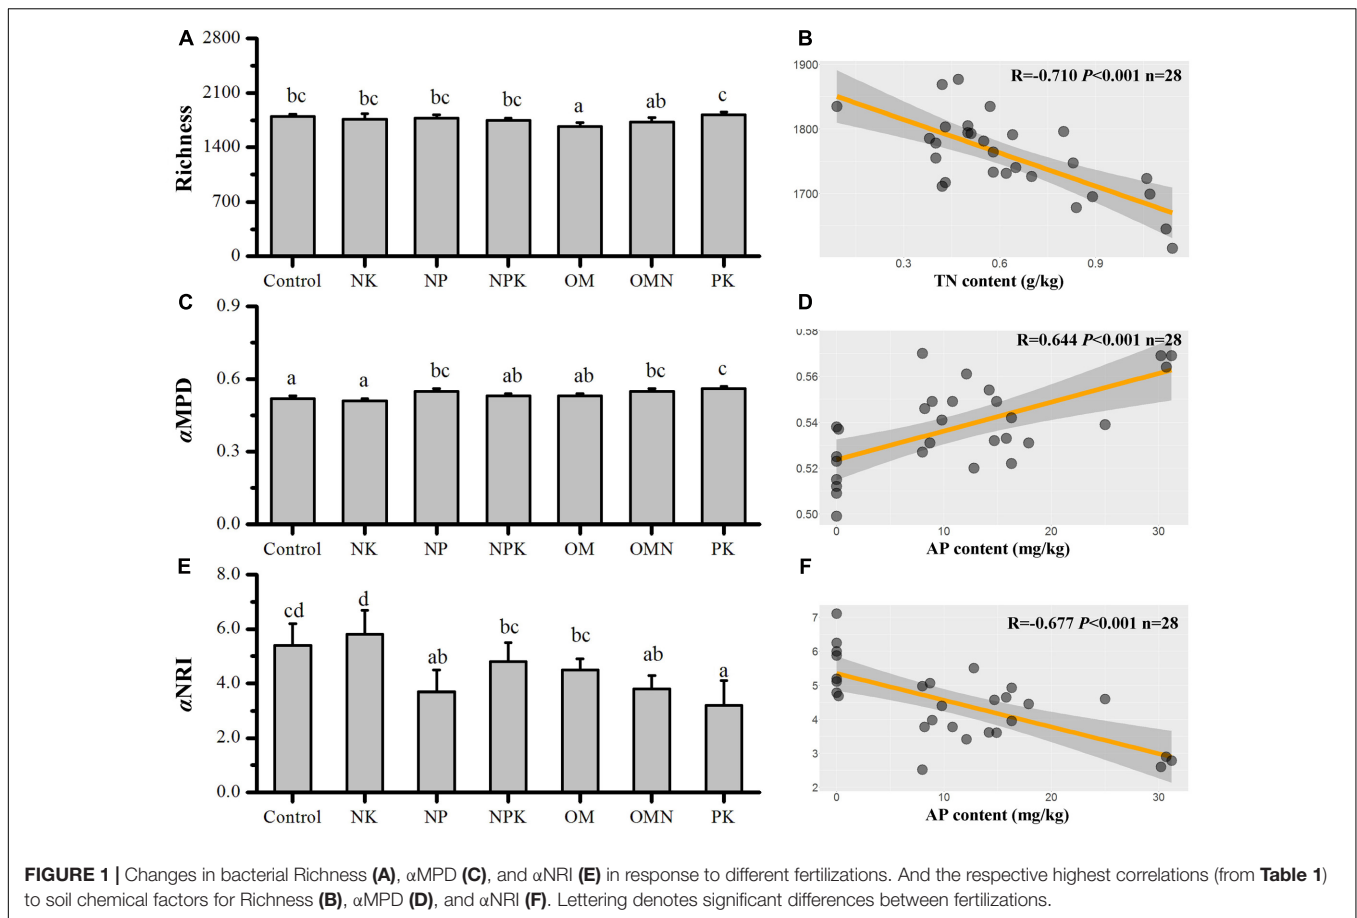 A
2800
2100
1400
700
0
Richness
bc bc bc bc a ab c
Control NK NP NPK OM OMN PK
B
1900
1800
1700
R=-0.710 P<0.001 n=28
0.3 0.6 0.9
TN content (g/kg)
C
0.9
0.6
0.3
0.0
αMPD
a a bc ab ab bc c
Control NK NP NPK OM OMN PK
D
0.58
0.56
0.54
0.52
0.50
R=0.644 P<0.001 n=28
0 10 20 30
AP content (mg/kg)
E
8.0
6.0
4.0
2.0
0.0
αNRI
cd d ab bc bc ab a
Control NK NP NPK OM OMN PK
F
7
6
5
4
3
2
R=-0.677 P<0.001 n=28
0 10 20 30
AP content (mg/kg)
FIGURE 1 | Changes in bacterial Richness (A), αMPD (C), and αNRI (E) in response to different fertilizations. And the respective highest correlations (from Table 1)
to soil chemical factors for Richness (B), αMPD (D), and αNRI (F). Lettering denotes significant differences between fertilizations.